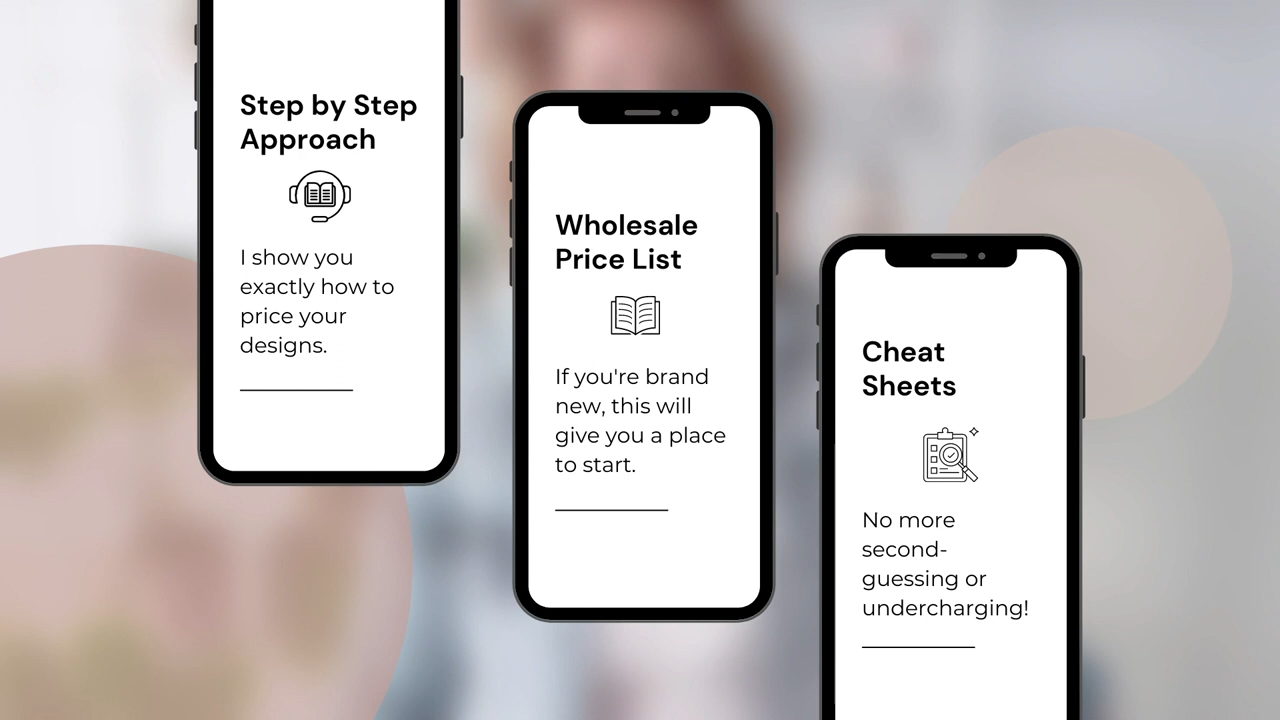 Step by Step
Approach
I show you
exactly how to
price your
designs.
Wholesale
Price List
If you're brand
new, this will
give you a place
to start.
Cheat
Sheets
No more
second-
guessing or
undercharging!